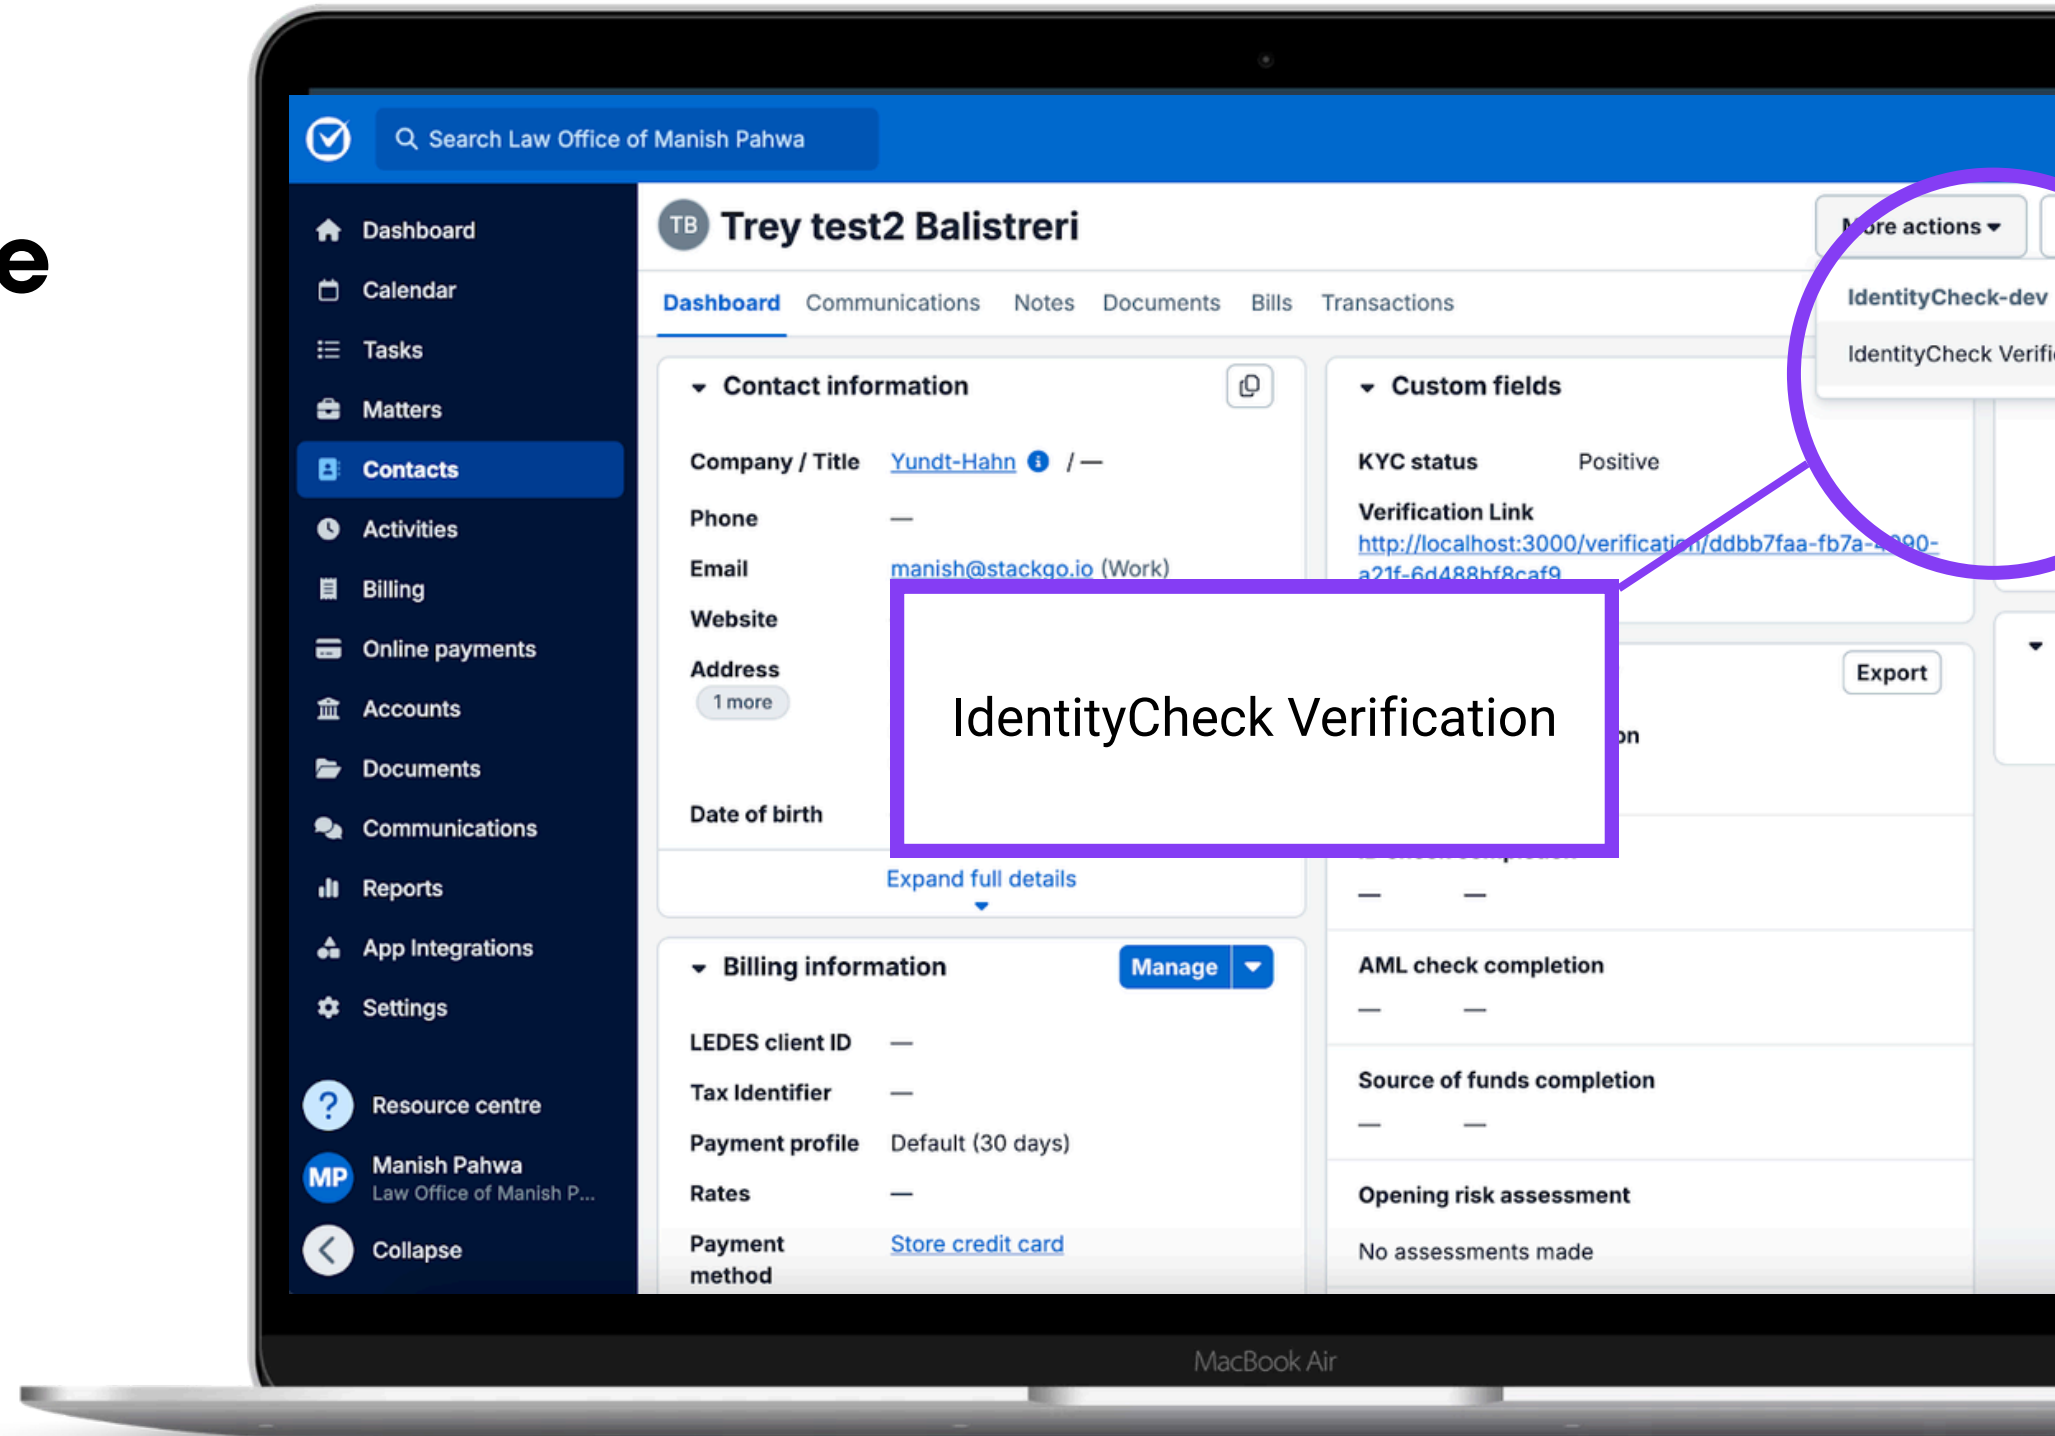 e
Search Law Office of Manish Pahwa
Dashboard
Calendar
Tasks
Matters
Contacts
Activities
Billing
Online payments
Accounts
Documents
Communications
Reports
App Integrations
Settings
? Resource centre
MP Manish Pahwa
Law Office of Manish P...
Collapse
TB Trey test2 Balistreri
More actions
IdentityCheck-dev
Dashboard Communications Notes Documents Bills Transactions
Contact information
Company / Title Yundt-Hahn / —
Phone —
Email manish@stackgo.io (Work)
Website
Address
1 more
Date of birth
Expand full details
Billing information
Manage
LEDES client ID —
Tax Identifier —
Payment profile Default (30 days)
Rates —
Payment method Store credit card
Custom fields
KYC status Positive
Verification Link
http://localhost:3000/verification/ddbb7faa-fb7a-4090-
a21f-6d488bf8caf9
IdentityCheck Verification
IdentityCheck
Export
— —
AML check completion
— —
Source of funds completion
— —
Opening risk assessment
No assessments made
MacBook Air